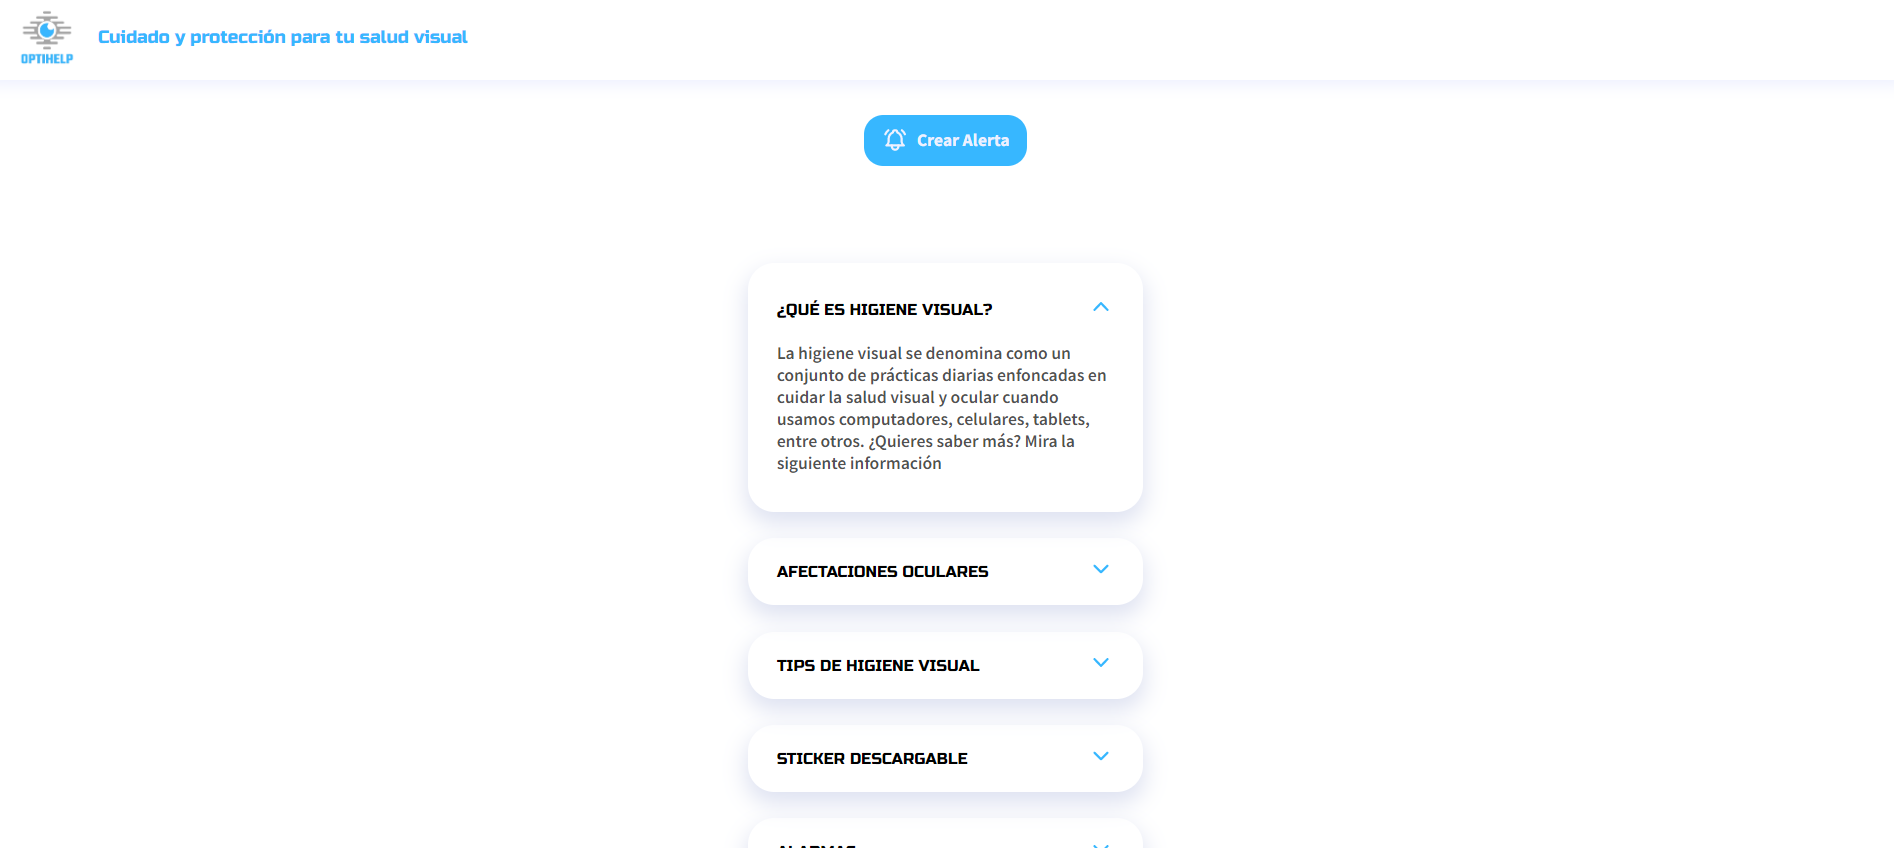 OPTIHELP
Cuidado y protección para tu salud visual
Crear Alerta
¿QUÉ ES HIGIENE VISUAL?
La higiene visual se denomina como un
conjunto de prácticas diarias enfoncadas en
cuidar la salud visual y ocular cuando
usamos computadores, celulares, tablets,
entre otros. ¿Quieres saber más? Mira la
siguiente información
AFECTACIONES OCULARES
TIPS DE HIGIENE VISUAL
STICKER DESCARGABLE
ALARMAS